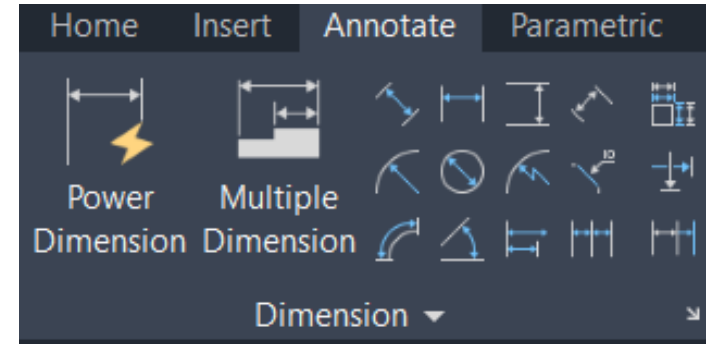 Home Insert Annotate Parametric
Power Multiple
Dimension Dimension
Dimension